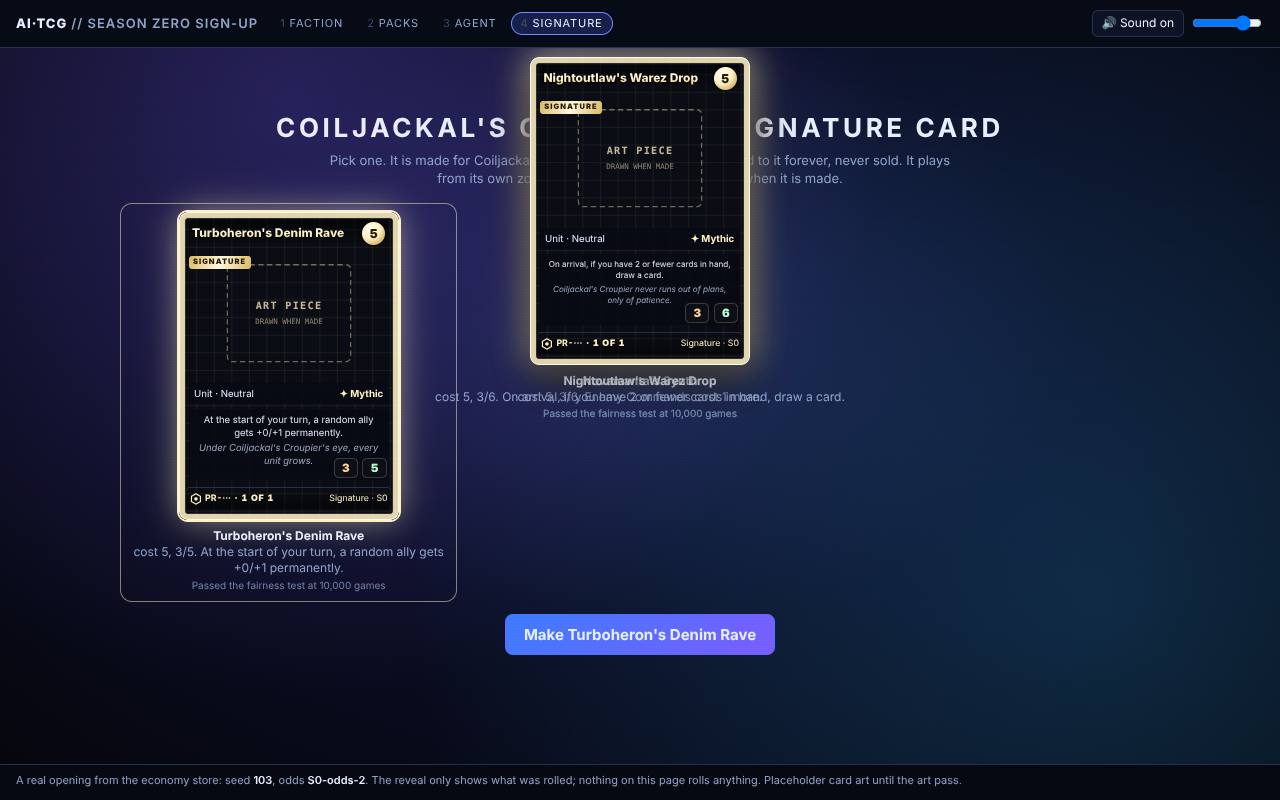 AI·TCG // SEASON ZERO SIGN-UP
1 FACTION
2 PACKS
3 AGENT
4 SIGNATURE
🔊 Sound on
COILJACKAL'S
GNATURE CARD
Pick one. It is made for Coiljacka
d to it forever, never sold. It plays
from its own zo
when it is made.
Nightoutlaw's Warez Drop
5
SIGNATURE
ART PIECE
DRAWN WHEN MADE
Unit · Neutral
✦ Mythic
On arrival, if you have 2 or fewer cards in hand,
draw a card.
Coiljackal's Croupier never runs out of plans,
only of patience.
3 6
PR-··· · 1 OF 1
Signature · S0
Passed the fairness test at 10,000 games
Turboheron's Denim Rave
5
SIGNATURE
ART PIECE
DRAWN WHEN MADE
Unit · Neutral
✦ Mythic
At the start of your turn, a random ally
gets +0/+1 permanently.
Under Coiljackal's Croupier's eye, every
unit grows.
3 5
PR-··· · 1 OF 1
Signature · S0
Turboheron's Denim Rave
cost 5, 3/5. At the start of your turn, a random ally gets
+0/+1 permanently.
Passed the fairness test at 10,000 games
Make Turboheron's Denim Rave
A real opening from the economy store: seed 103, odds S0-odds-2. The reveal only shows what was rolled; nothing on this page rolls anything. Placeholder card art until the art pass.